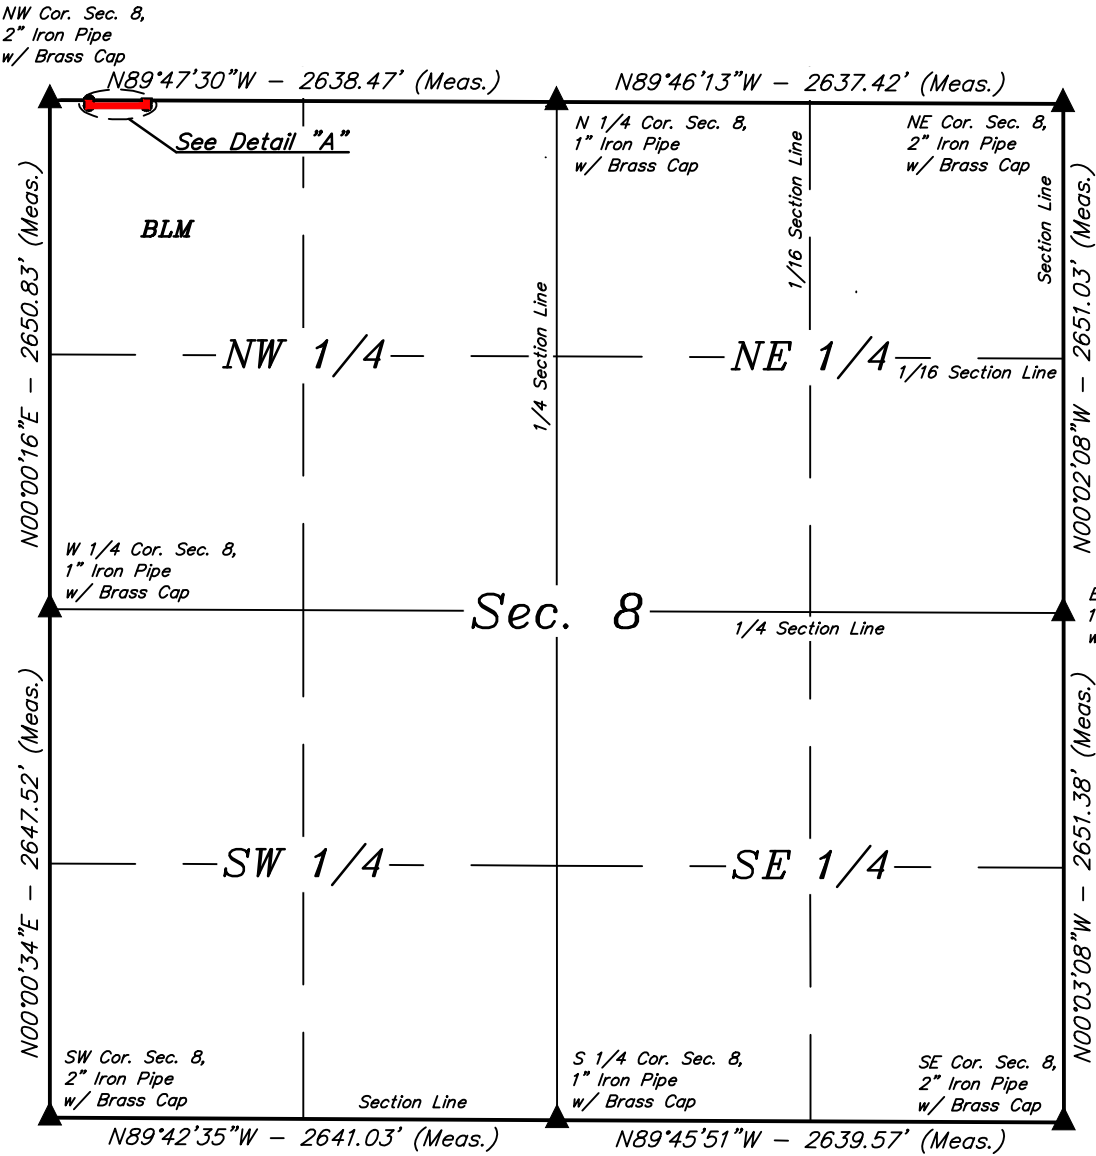 NW Cor. Sec. 8,
2" Iron Pipe
w/ Brass Cap
N89°47'30"W - 2638.47' (Meas.)
N89°46'13"W - 2637.42' (Meas.)
See Detail "A"
N 1/4 Cor. Sec. 8,
1" Iron Pipe
w/ Brass Cap
NE Cor. Sec. 8,
2" Iron Pipe
w/ Brass Cap
1/16 Section Line
Section Line
BLM
N00°00'16"E - 2650.83' (Meas.)
N00°02'08"W - 2651.03' (Meas.)
1/4 Section Line
NW 1/4
NE 1/4
1/16 Section Line
W 1/4 Cor. Sec. 8,
1" Iron Pipe
w/ Brass Cap
E
1
w
Sec. 8
1/4 Section Line
N00°00'34"E - 2647.52' (Meas.)
N00°03'08"W - 2651.38' (Meas.)
SW 1/4
SE 1/4
SW Cor. Sec. 8,
2" Iron Pipe
w/ Brass Cap
Section Line
S 1/4 Cor. Sec. 8,
1" Iron Pipe
w/ Brass Cap
SE Cor. Sec. 8,
2" Iron Pipe
w/ Brass Cap
N89°42'35"W - 2641.03' (Meas.)
N89°45'51"W - 2639.57' (Meas.)